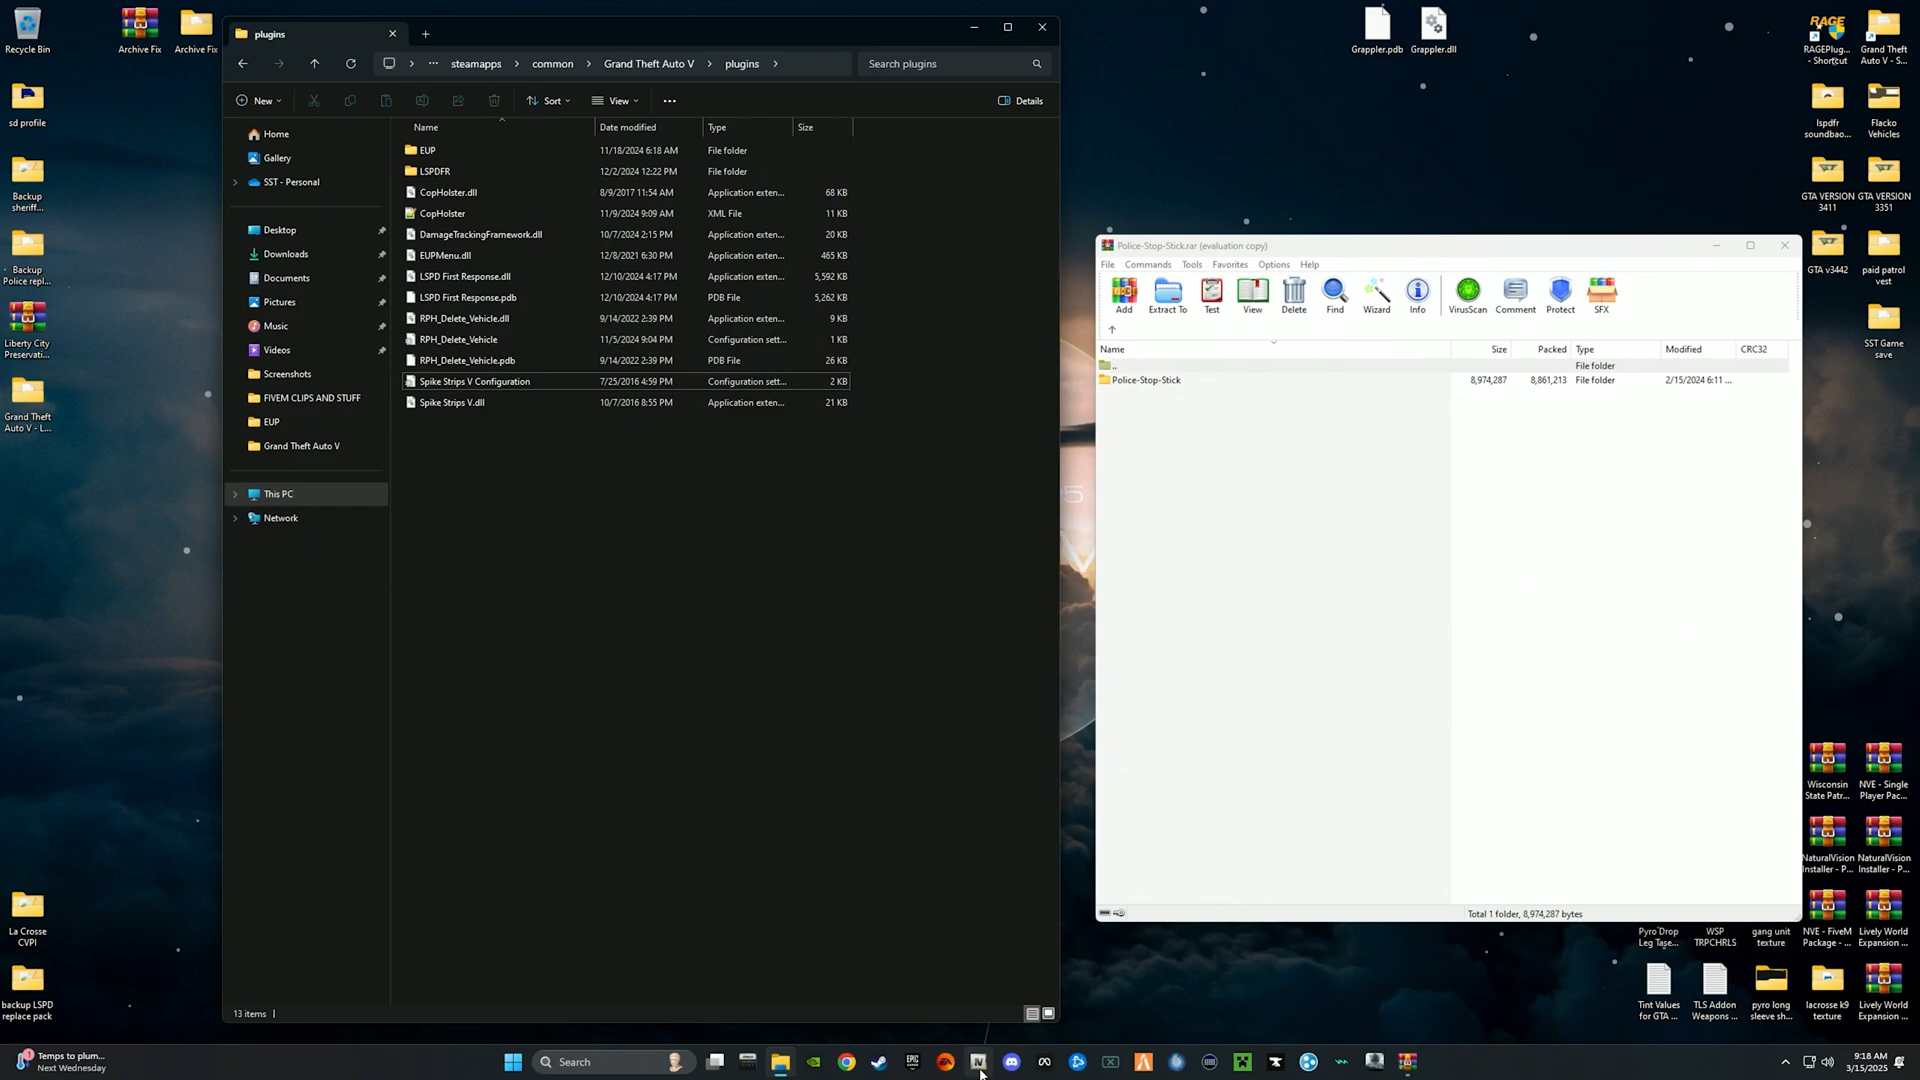 Recycle Bin
Archive Fix
Archive Fix
sd profile
Backup
sheriff...
Backup
Police repl...
Liberty City
Preservati...
Grand Theft
Auto V - L...
La Crosse
CVPI
backup LSPD
replace pack
plugins
steamapps
common
Grand Theft Auto V
plugins
Search plugins
New
Sort
View
Details
Home
Gallery
SST - Personal
Desktop
Downloads
Documents
Pictures
Music
Videos
Screenshots
FIVEM CLIPS AND STUFF
EUP
Grand Theft Auto V
This PC
Network
Name Date modified Type Size
EUP 11/18/2024 6:18 AM File folder
LSPDFR 12/2/2024 12:22 PM File folder
CopHolster.dll 8/9/2017 11:54 AM Application exten... 68 KB
CopHolster 11/9/2024 9:09 AM XML File 11 KB
DamageTrackingFramework.dll 10/7/2024 2:15 PM Application exten... 20 KB
EUPMenu.dll 12/8/2021 6:30 PM Application exten... 465 KB
LSPD First Response.dll 12/10/2024 4:17 PM Application exten... 5,592 KB
LSPD First Response.pdb 12/10/2024 4:17 PM PDB File 5,262 KB
RPH_Delete_Vehicle.dll 9/14/2022 2:39 PM Application exten... 9 KB
RPH_Delete_Vehicle 11/5/2024 9:04 PM Configuration sett... 1 KB
RPH_Delete_Vehicle.pdb 9/14/2022 2:39 PM PDB File 26 KB
Spike Strips V Configuration 7/25/2016 4:59 PM Configuration sett... 2 KB
Spike Strips V.dll 10/7/2016 8:55 PM Application exten... 21 KB
13 items
Grappler.pdb
Grappler.dll
RAGE
RAGEPlug...
- Shortcut
Grand Theft
Auto V - S...
lspdfr
soundbao...
Flacko
Vehicles
GTA VERSION
3411
GTA VERSION
3351
GTA v3442
paid patrol
vest
SST Game
save
Police-Stop-Stick.rar (evaluation copy)
File Commands Tools Favorites Options Help
Add Extract To Test View Delete Find Wizard Info VirusScan Comment Protect SFX
Name Size Packed Type Modified CRC32
.. File folder
Police-Stop-Stick 8,974,287 8,861,213 File folder 2/15/2024 6:11 ...
Total 1 folder, 8,974,287 bytes
Wisconsin
State Patr...
NVE - Single
Player Pac...
NaturalVision
Installer - P...
NaturalVision
Installer - P...
Pyro Drop
Leg Tase...
WSP
TRPCHRLS
gang unit
texture
NVE - FiveM
Package - ...
Lively World
Expansion ...
Tint Values
for GTA ...
TLS Addon
Weapons ...
pyro long
sleeve sh...
lacrosse k9
texture
Lively World
Expansion ...
1
Temps to plum...
Next Wednesday
Search
EPIC
GAMES
EA
IV
9:18 AM
3/15/2025